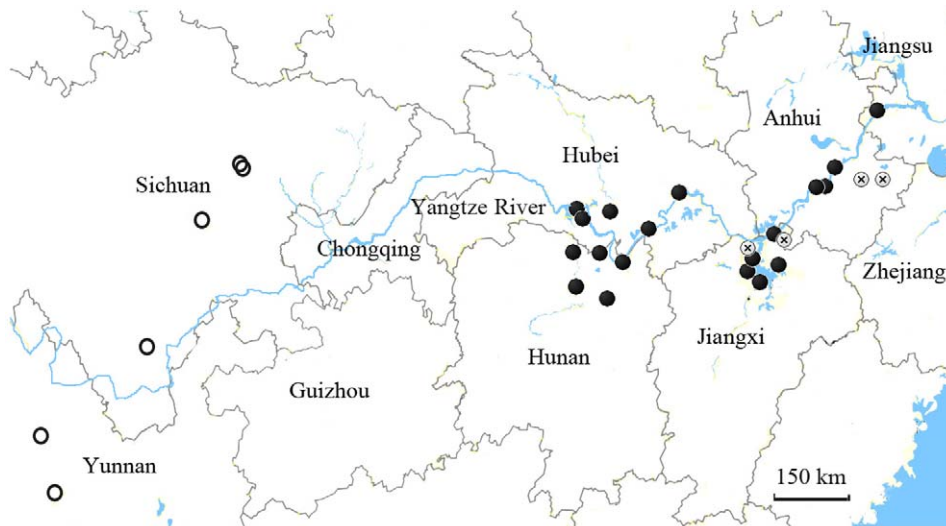 Jiangsu
Anhui
Hubei
Sichuan
Yangtze River
Chongqing
Zhejiang
Jiangxi
Hunan
Guizhou
Yunnan
150 km